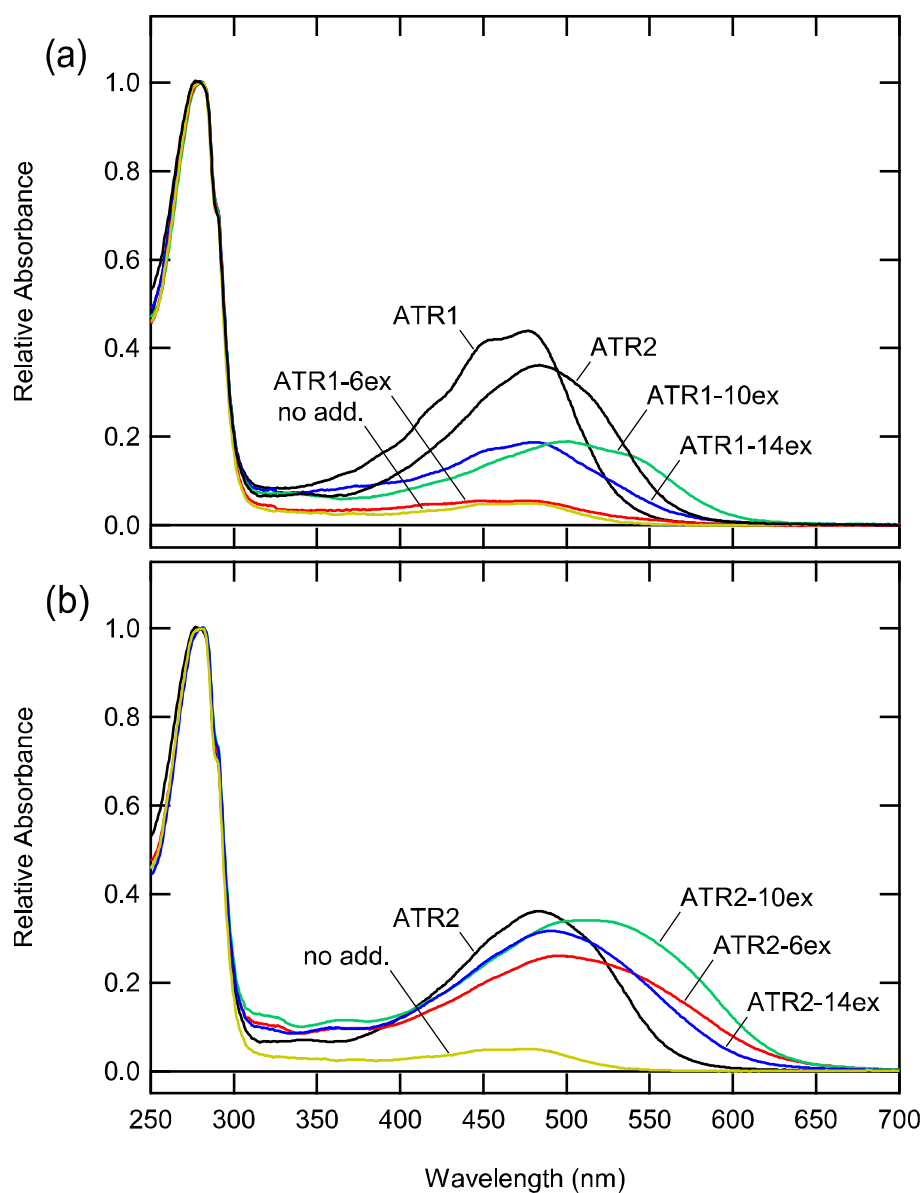 (a)
Relative Absorbance
1.0
0.8
0.6
0.4
0.2
0.0
ATR1
ATR2
ATR1-6ex
no add.
ATR1-10ex
ATR1-14ex
(b)
Relative Absorbance
1.0
0.8
0.6
0.4
0.2
0.0
ATR2
no add.
ATR2-10ex
ATR2-6ex
ATR2-14ex
250 300 350 400 450 500 550 600 650 700
Wavelength (nm)